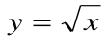 y = √x